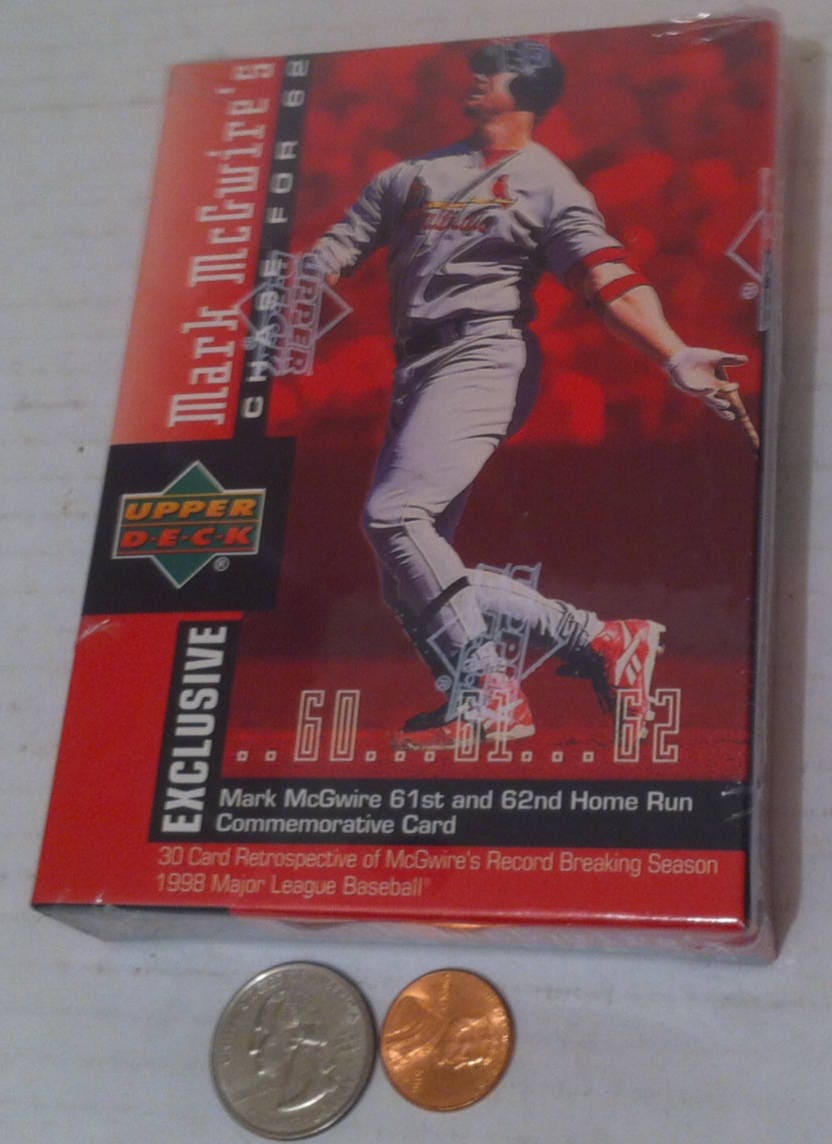 Mark McGwire's
CHASE FOR 62
UPPER
DECK
UPPER
D·E·C·K
®
EXCLUSIVE
..60...61...62
Mark McGwire 61st and 62nd Home Run
Commemorative Card
30 Card Retrospective of McGwire's Record Breaking Season
1998 Major League Baseball®